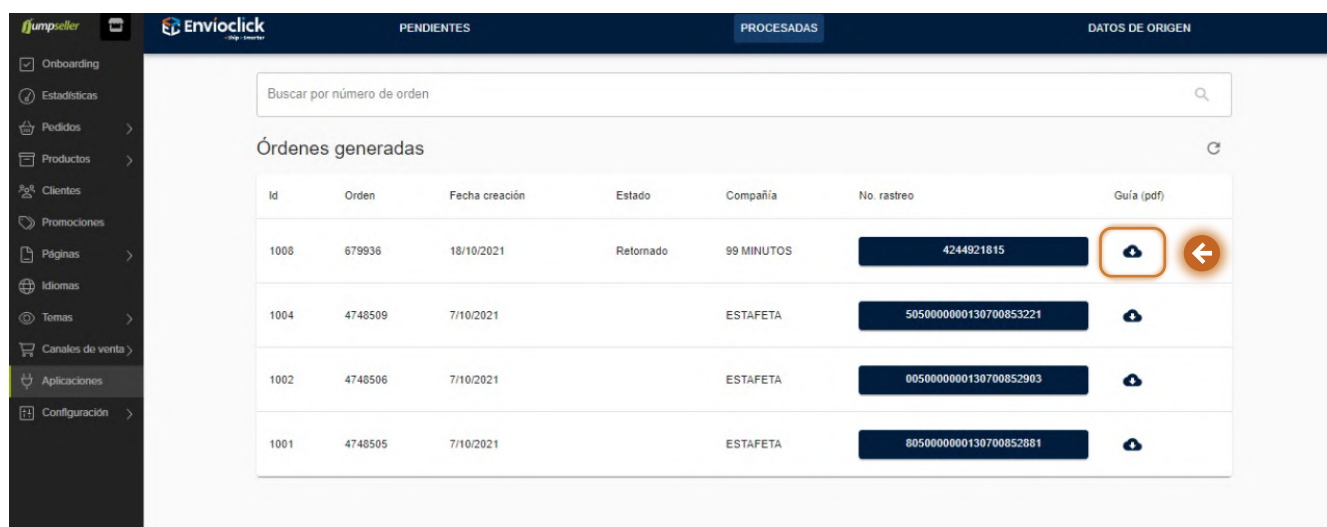 Jumpseller
Envioclick
- Ship - Smarter
PENDIENTES
PROCESADAS
DATOS DE ORIGEN
Onboarding
Estadísticas
Pedidos
Productos
Clientes
Promociones
Páginas
Idiomas
Temas
Canales de venta
Aplicaciones
Configuración
Buscar por número de orden
Órdenes generadas
Id Orden Fecha creación Estado Compañía No. rastreo Guía (pdf)
1008 679936 18/10/2021 Retornado 99 MINUTOS 4244921815
1004 4748509 7/10/2021 ESTAFETA 5050000000130700853221
1002 4748506 7/10/2021 ESTAFETA 0050000000130700852903
1001 4748505 7/10/2021 ESTAFETA 8050000000130700852881